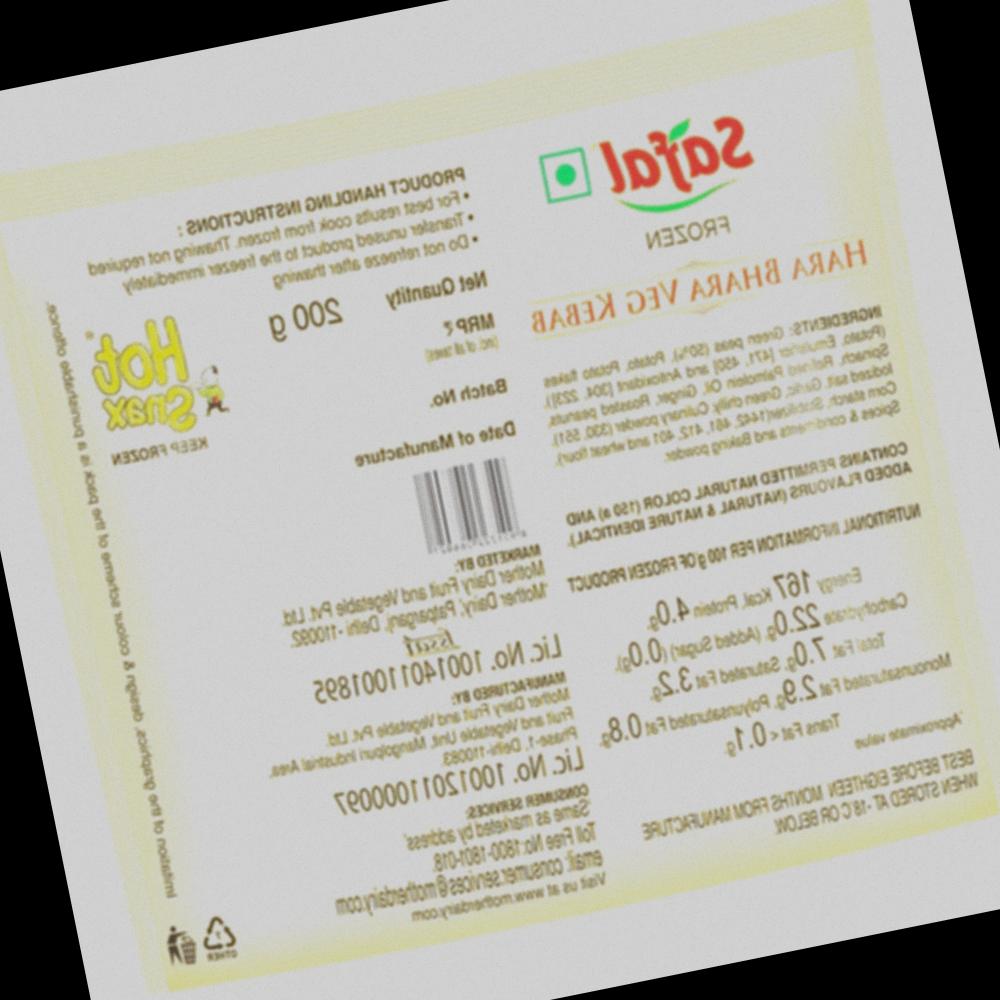 Safal
FROZEN
HARA BHARA VEG KEBAB
INGREDIENTS: Green peas (50%), Potato, Potato flakes
(Potato, Emulsifier [471, 450] and Antioxidant [304, 223]),
Spinach, Refined Palmolein Oil, Ginger, Roasted peanuts,
Iodized salt, Garlic, Green chilly, Culinary powder (330, 551),
Corn starch, Stabilizer(1442, 461, 412, 401 and wheat flour),
Spices & condiments and Baking powder.
CONTAINS PERMITTED NATURAL COLOR (150 a) AND
ADDED FLAVOURS (NATURAL & NATURE IDENTICAL).
NUTRITIONAL INFORMATION PER 100 g OF FROZEN PRODUCT
Energy 167 Kcal, Protein 4.0g,
Carbohydrate 22.0g, (Added Sugar) (0.0g),
Total Fat 7.0g, Saturated Fat 3.2g,
Monounsaturated Fat 2.9g, Polyunsaturated Fat 0.8g,
Trans Fat < 0.1g.
*Approximate value
BEST BEFORE EIGHTEEN MONTHS FROM MANUFACTURE
WHEN STORED AT -18°C OR BELOW.
PRODUCT HANDLING INSTRUCTIONS :
• For best results cook from frozen. Thawing not required
• Transfer unused product to the freezer immediately
• Do not refreeze after thawing
Net Quantity 200 g
MRP ₹
(inc. of all taxes)
Batch No.
Date of Manufacture
Hot
Snax
®
KEEP FROZEN
MARKETED BY:
Mother Dairy Fruit and Vegetable Pvt. Ltd.
"Mother Dairy, Patparganj, Delhi -110092.
fssai
Lic. No. 10014011001895
MANUFACTURED BY:
Mother Dairy Fruit and Vegetable Pvt. Ltd.
Fruit and Vegetable Unit, Mangolpuri Industrial Area,
Phase-1, Delhi-110083.
Lic. No. 10012011000097
CONSUMER SERVICES:
'Same as marketed by address'
Toll Free No:1800-1801-018.
email: consumer.services@motherdairy.com
Visit us at www.motherdairy.com
Imitation of the graphics, design & colour scheme of the pack is a punishable offence.
OTHER